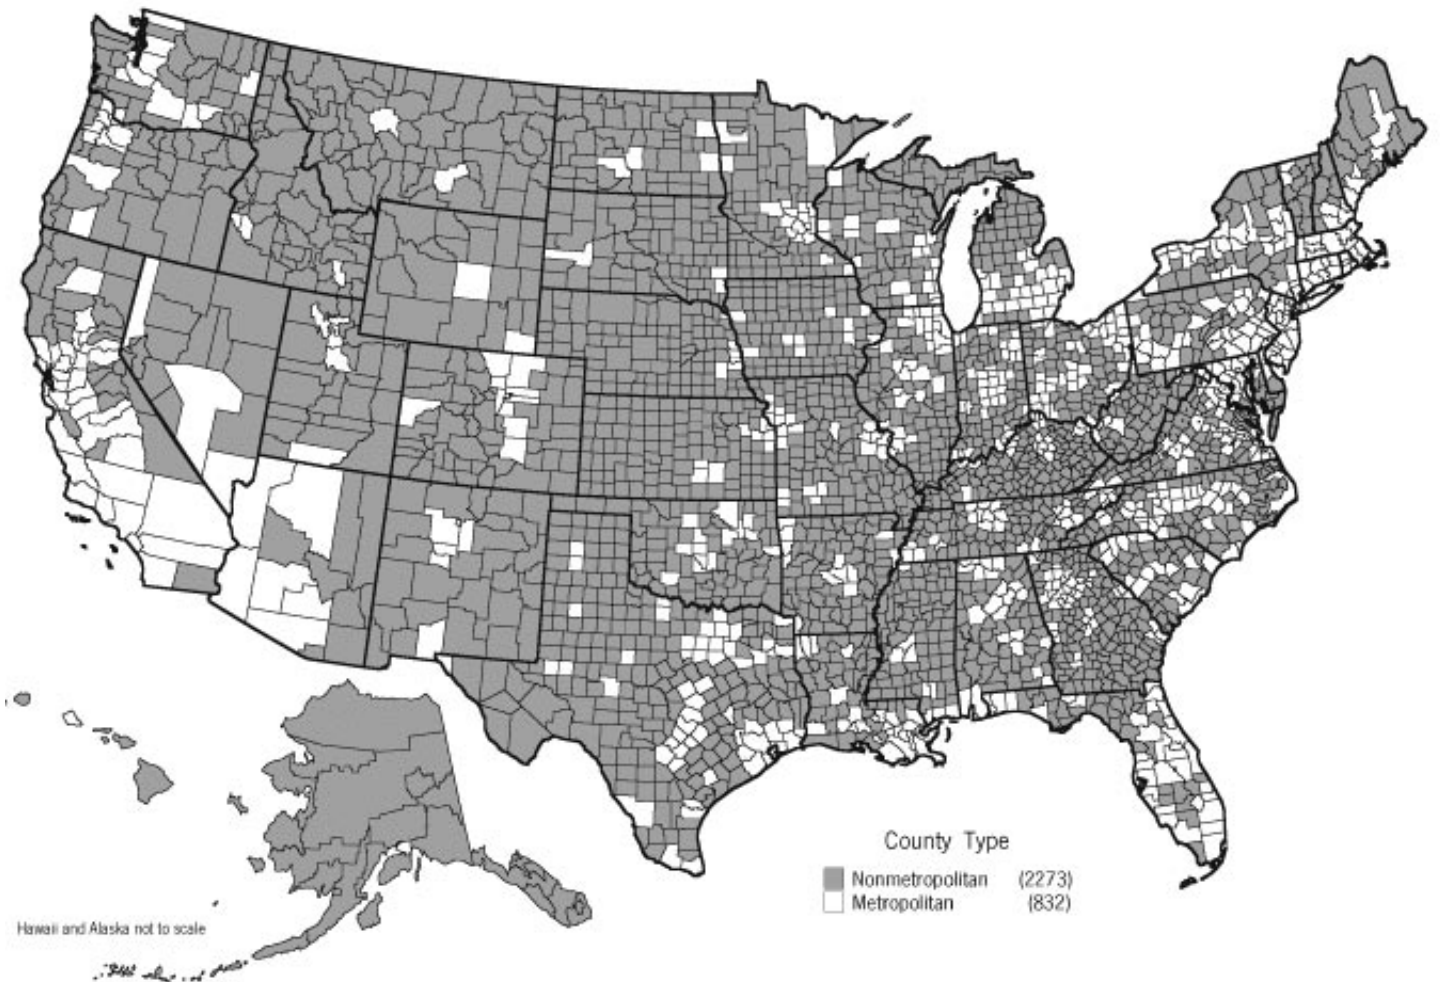 County Type
Nonmetropolitan (2273)
Metropolitan (832)
Hawaii and Alaska not to scale